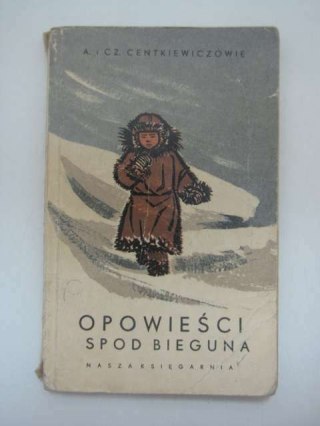 A. i CZ. CENTKIEWICZOWIE
OPOWIEŚCI
SPOD BIEGUNA
NASZA KSIĘGARNIA